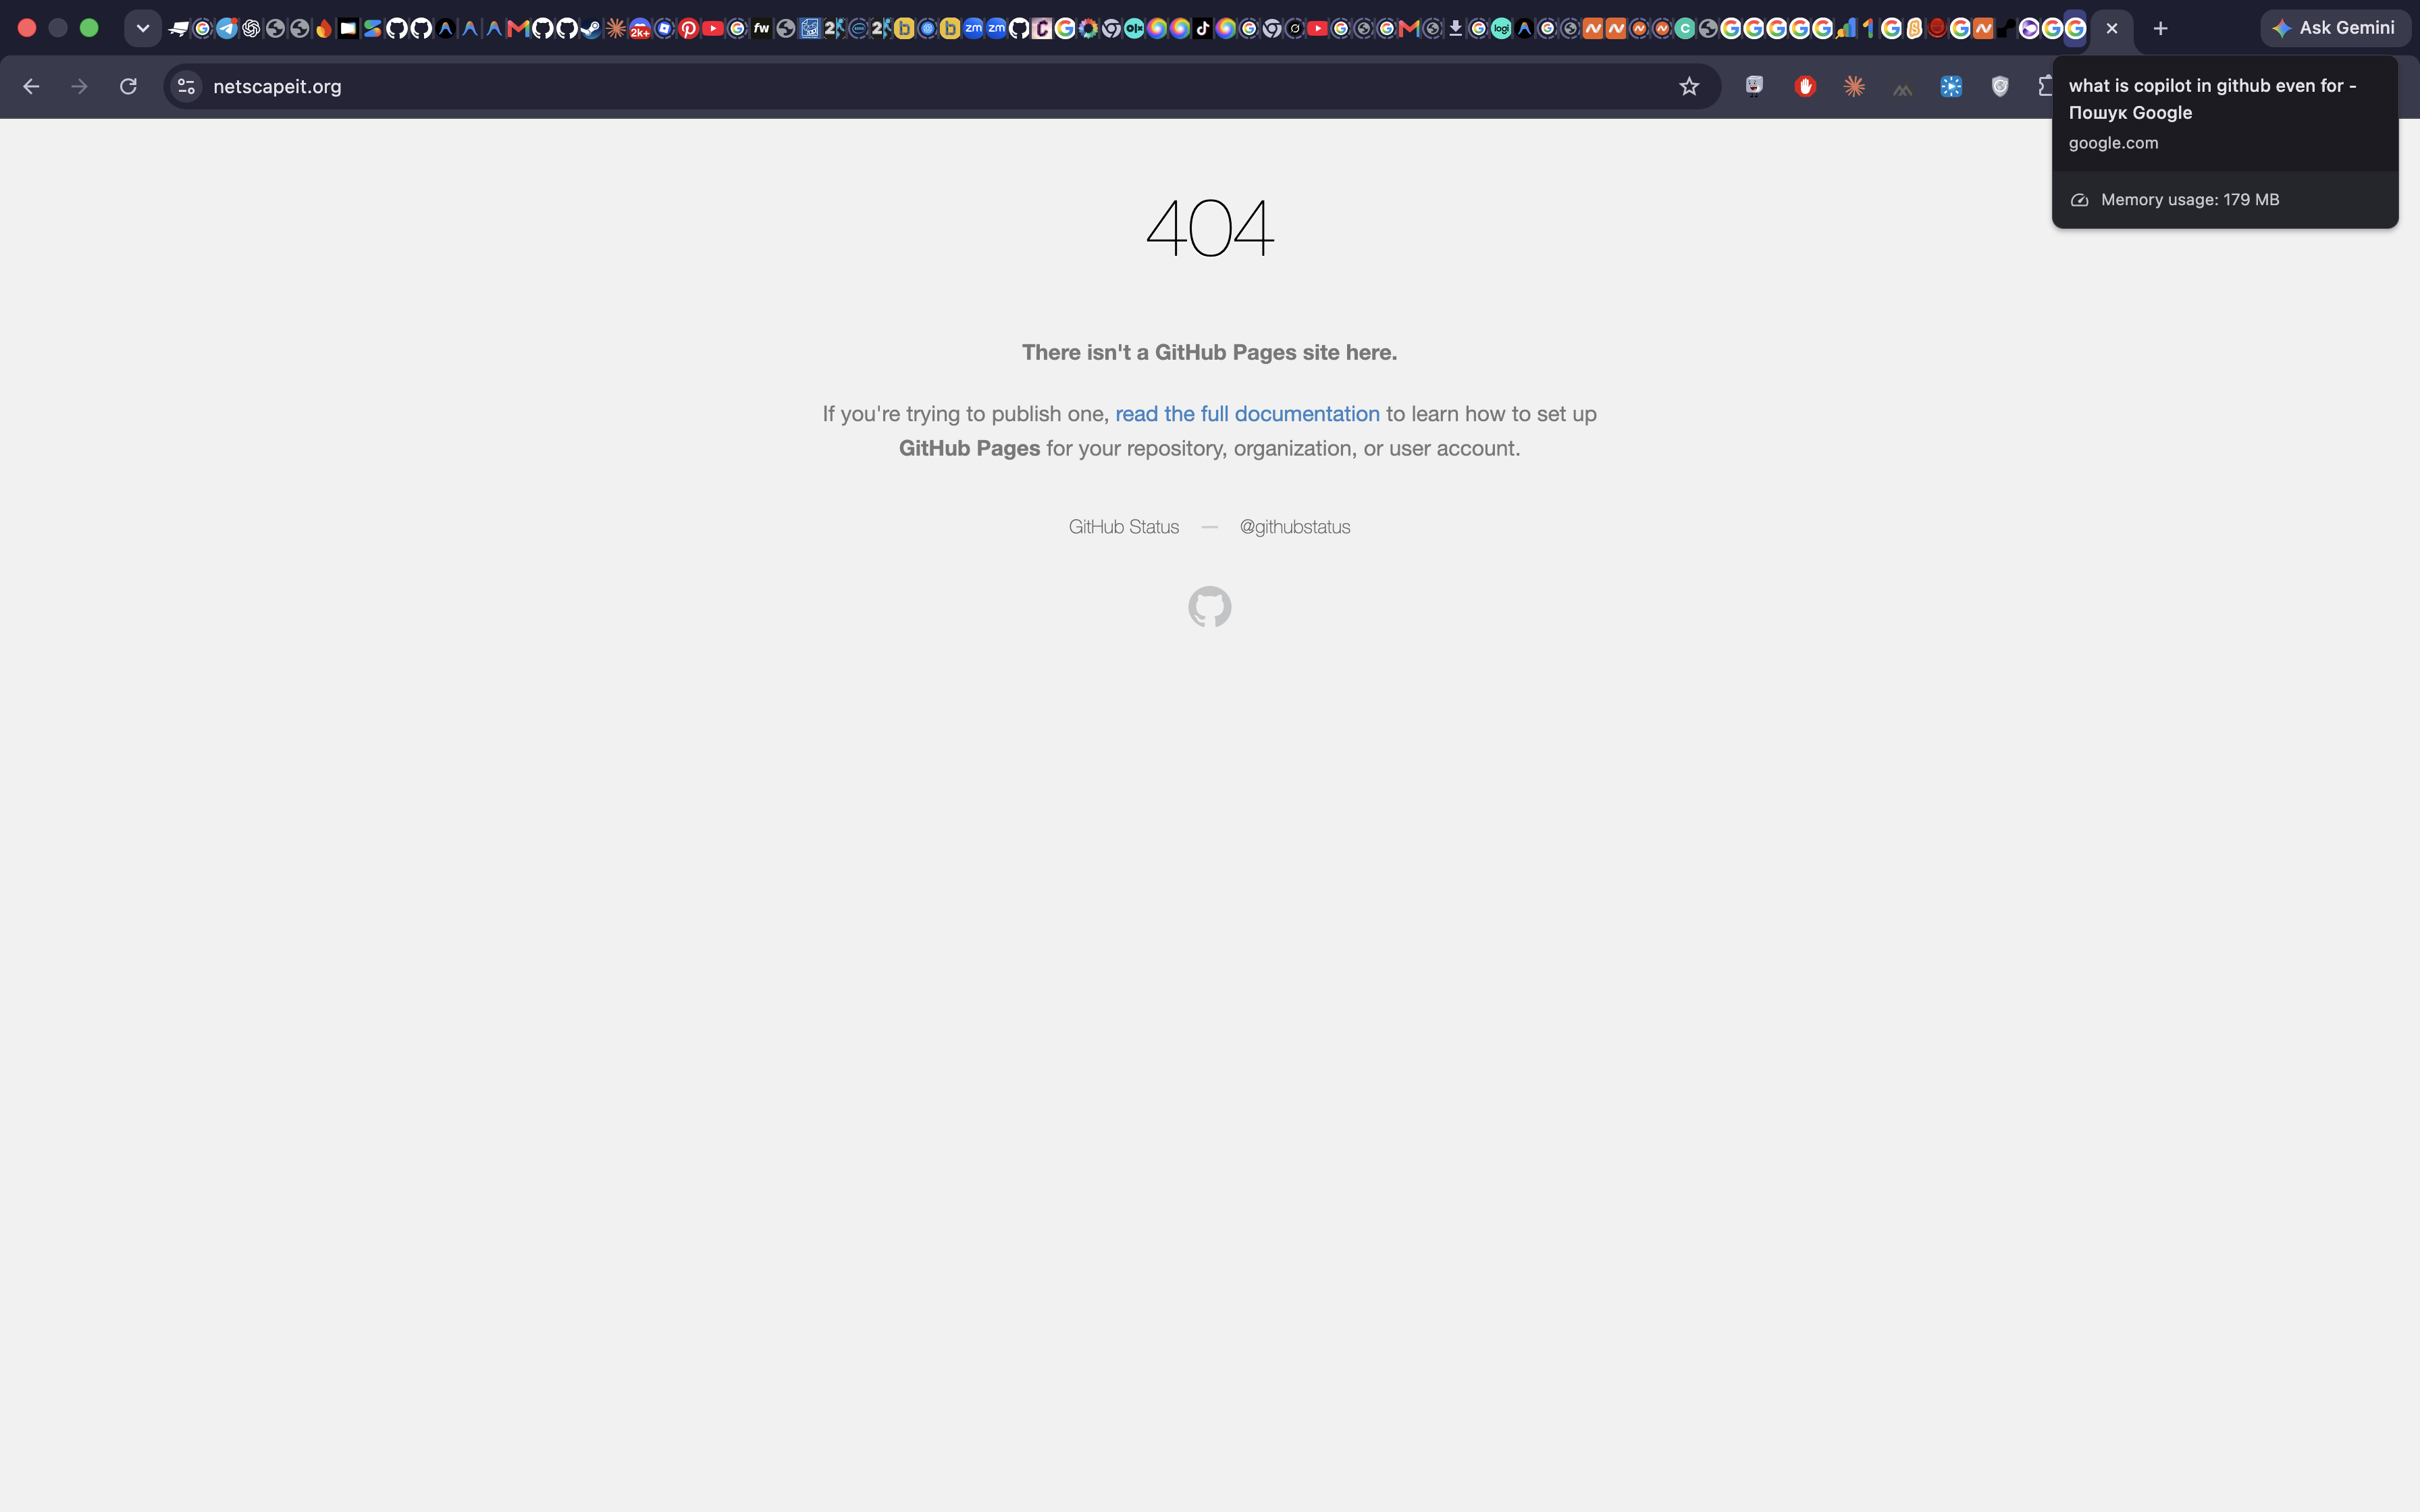 Ask Gemini
netscapeit.org
what is copilot in github even for -
Пошук Google
google.com
Memory usage: 179 MB
404
There isn't a GitHub Pages site here.
If you're trying to publish one, read the full documentation to learn how to set up
GitHub Pages for your repository, organization, or user account.
GitHub Status — @githubstatus